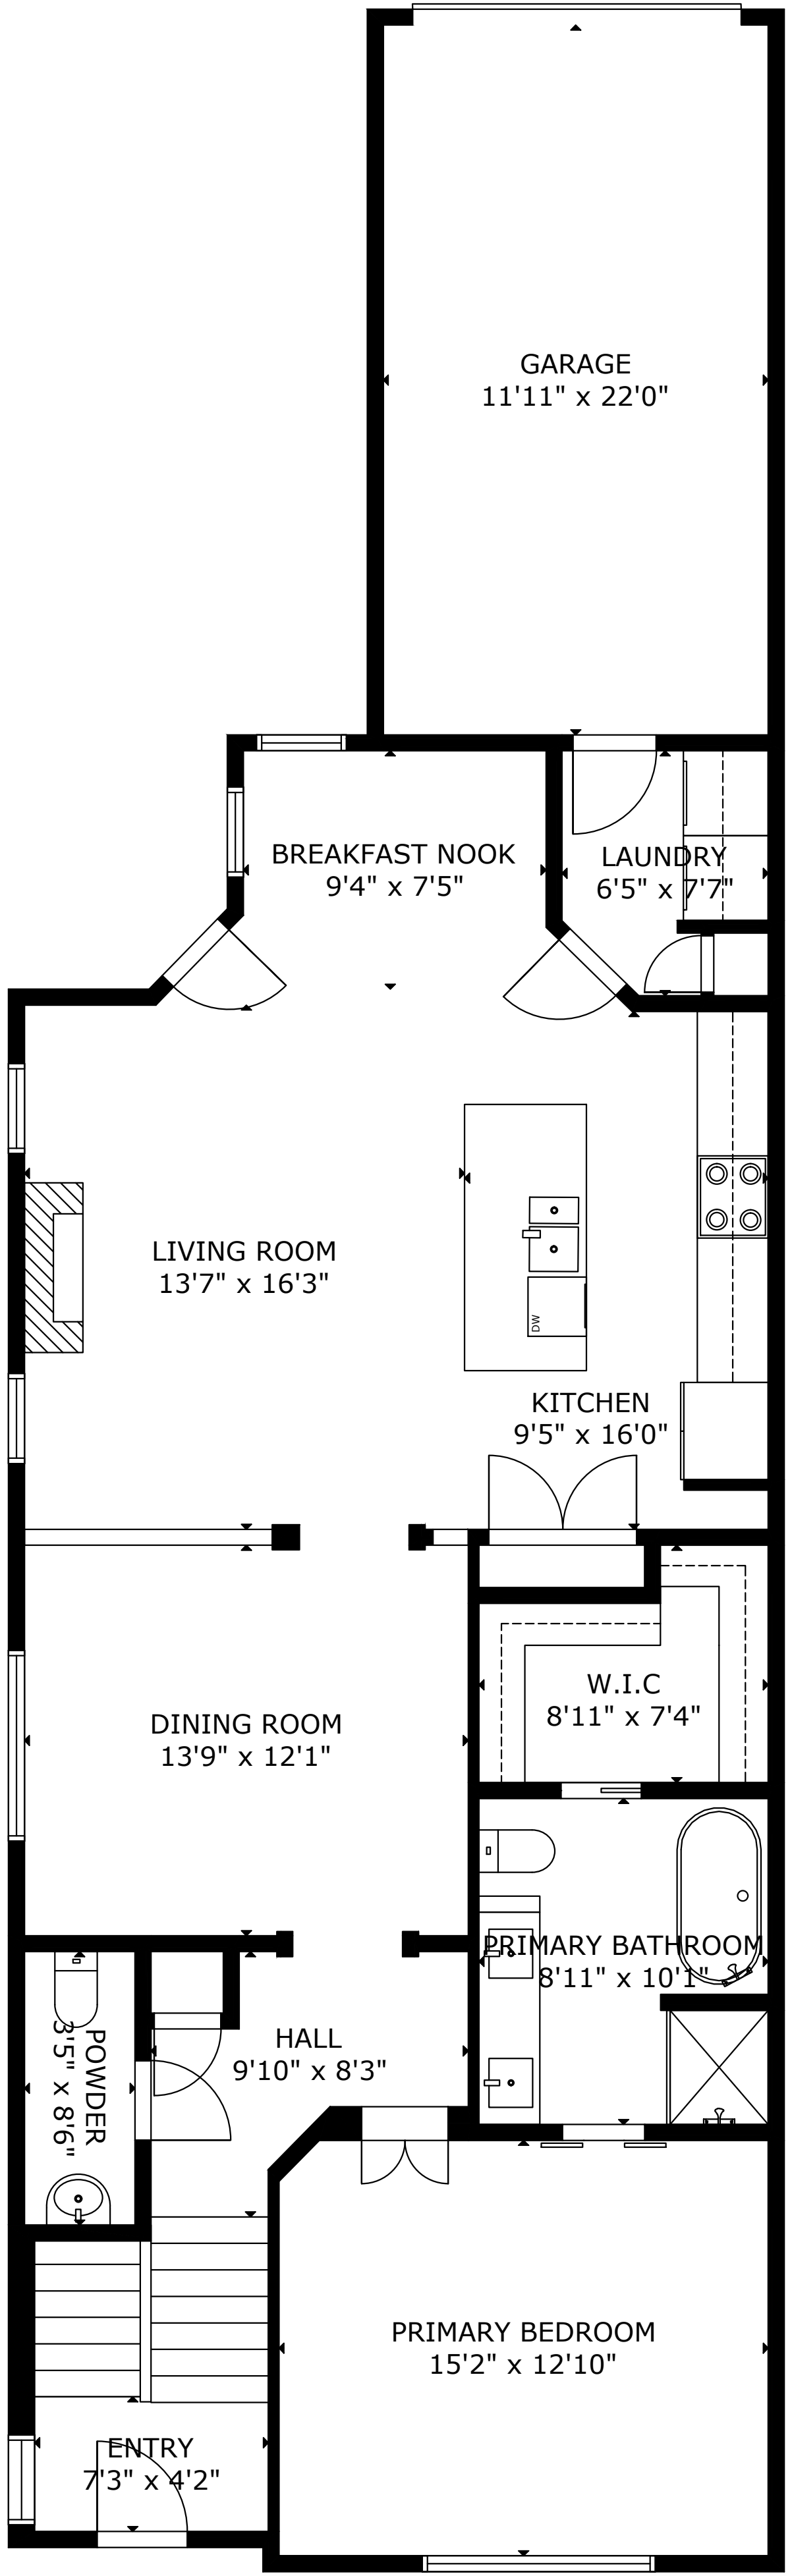 GARAGE
11'11" x 22'0"
BREAKFAST NOOK
9'4" x 7'5"
LAUNDRY
6'5" x 7'7"
LIVING ROOM
13'7" x 16'3"
DW
KITCHEN
9'5" x 16'0"
W.I.C
8'11" x 7'4"
DINING ROOM
13'9" x 12'1"
PRIMARY BATHROOM
8'11" x 10'1"
HALL
9'10" x 8'3"
POWDER
3'5" x 8'6"
PRIMARY BEDROOM
15'2" x 12'10"
ENTRY
7'3" x 4'2"